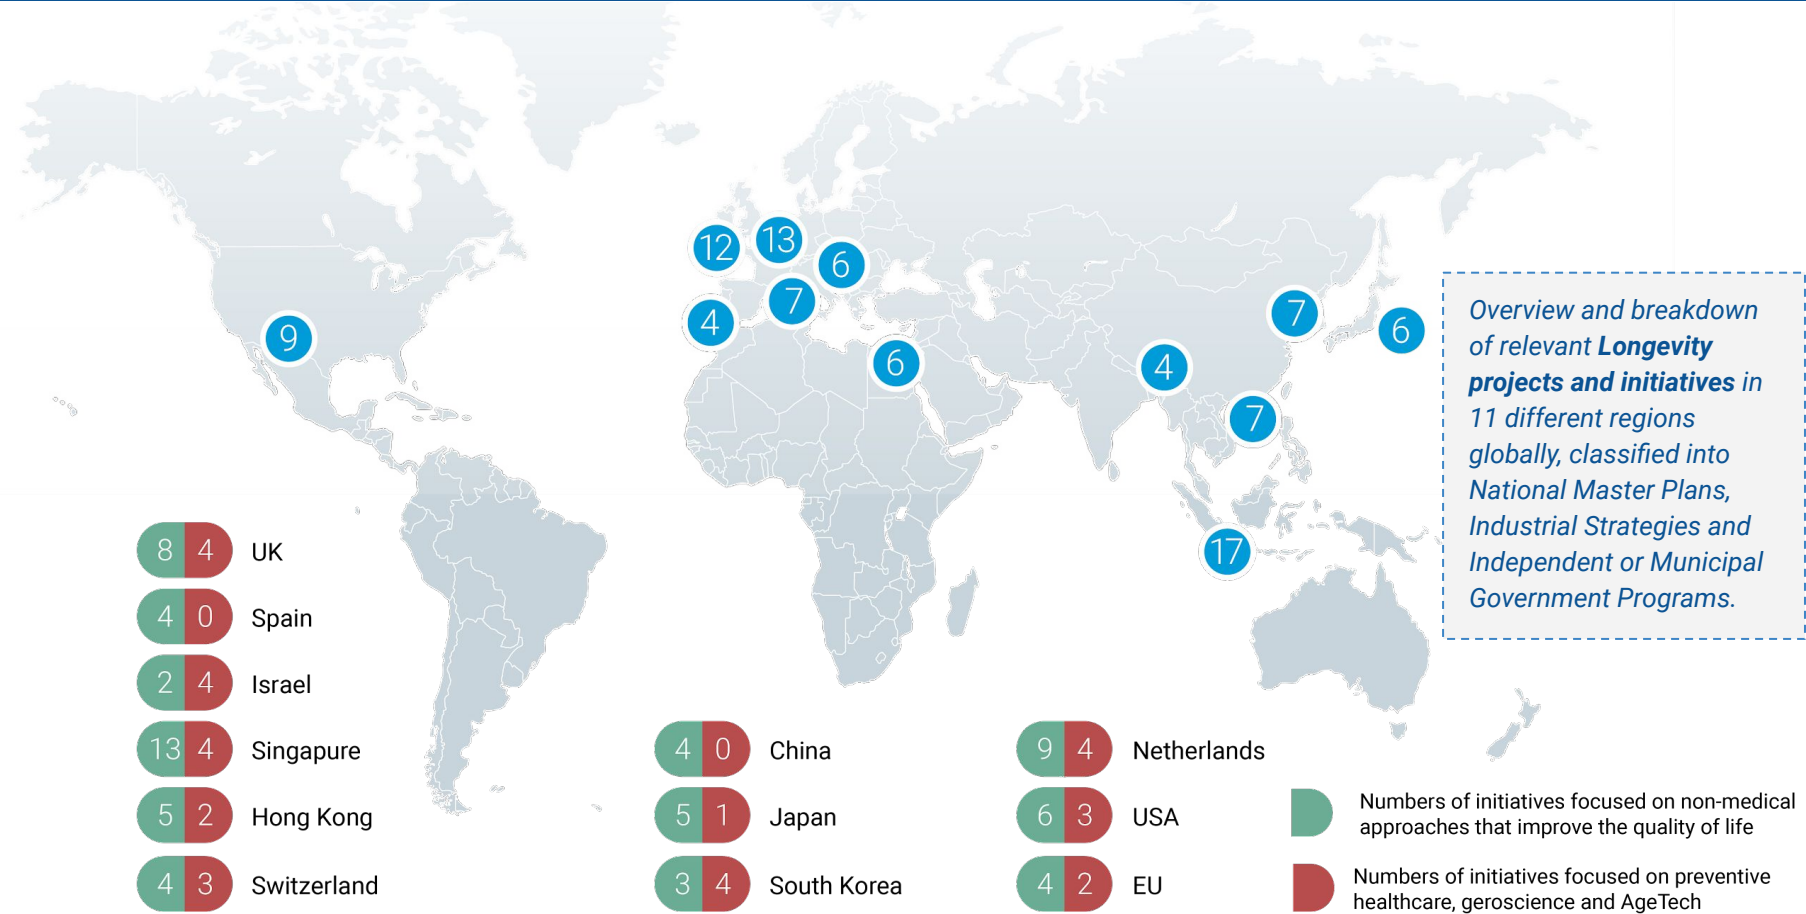 12
13
6
7
4
9
6
7
6
4
7
17
Overview and breakdown
of relevant Longevity
projects and initiatives in
11 different regions
globally, classified into
National Master Plans,
Industrial Strategies and
Independent or Municipal
Government Programs.
8 4 UK
4 0 Spain
2 4 Israel
13 4 Singapure
5 2 Hong Kong
4 3 Switzerland
4 0 China
5 1 Japan
3 4 South Korea
9 4 Netherlands
6 3 USA
4 2 EU
Numbers of initiatives focused on non-medical
approaches that improve the quality of life
Numbers of initiatives focused on preventive
healthcare, geroscience and AgeTech